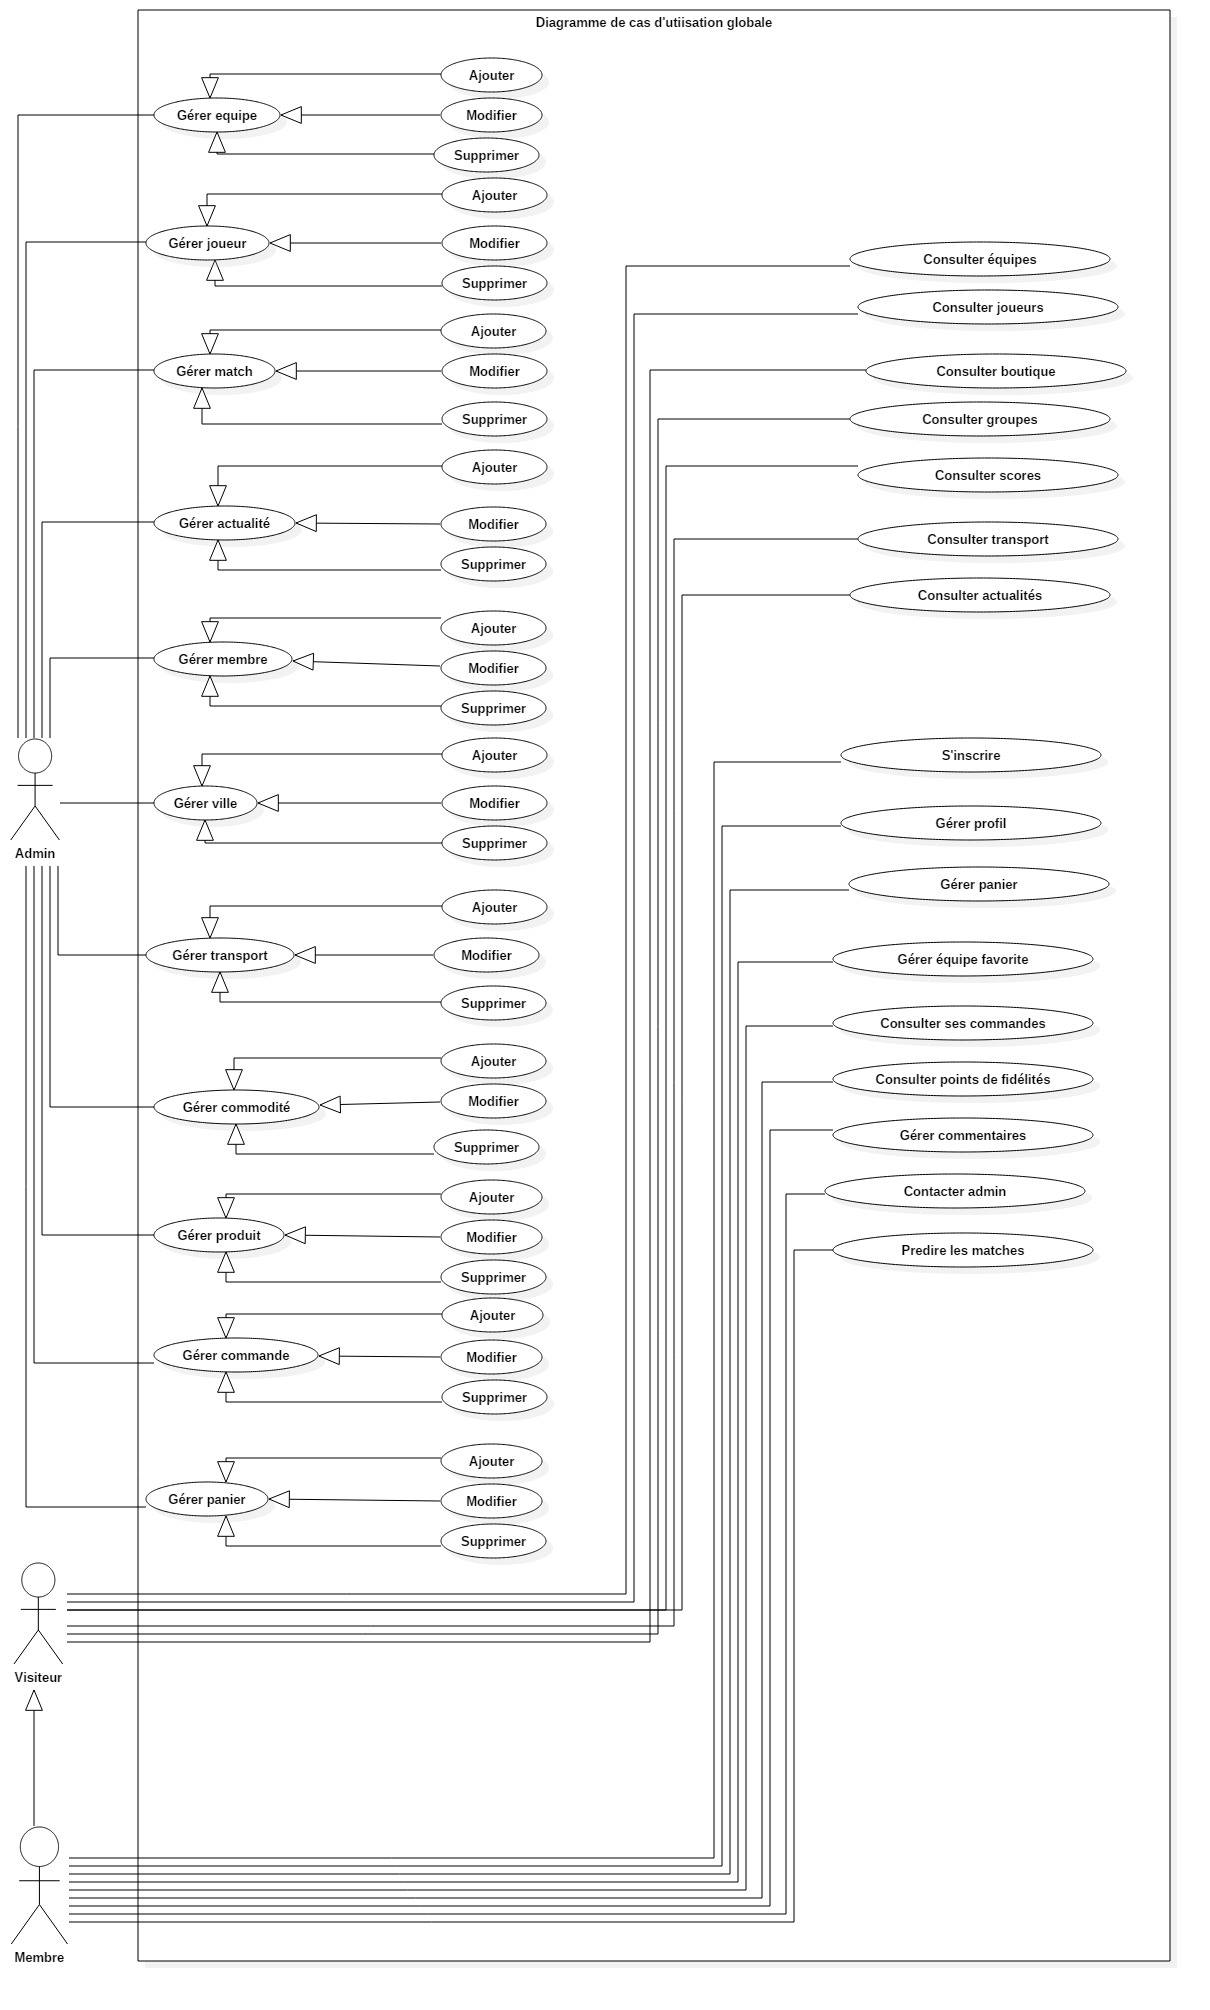 Diagramme de cas d'utiisation globale
Ajouter
Gérer equipe
Modifier
Supprimer
Ajouter
Gérer joueur
Modifier
Supprimer
Ajouter
Gérer match
Modifier
Supprimer
Ajouter
Gérer actualité
Modifier
Supprimer
Ajouter
Gérer membre
Modifier
Supprimer
Ajouter
Gérer ville
Modifier
Supprimer
Admin
Ajouter
Gérer transport
Modifier
Supprimer
Ajouter
Gérer commodité
Modifier
Supprimer
Ajouter
Gérer produit
Modifier
Supprimer
Ajouter
Gérer commande
Modifier
Supprimer
Ajouter
Gérer panier
Modifier
Supprimer
Consulter équipes
Consulter joueurs
Consulter boutique
Consulter groupes
Consulter scores
Consulter transport
Consulter actualités
S'inscrire
Gérer profil
Gérer panier
Gérer équipe favorite
Consulter ses commandes
Consulter points de fidélités
Gérer commentaires
Contacter admin
Predire les matches
Visiteur
Membre